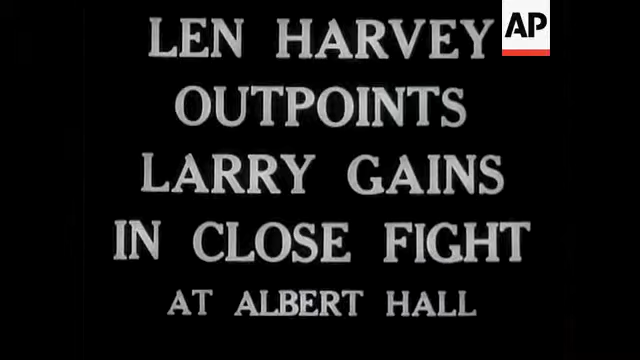 AP
LEN HARVEY
OUTPOINTS
LARRY GAINS
IN CLOSE FIGHT
AT ALBERT HALL